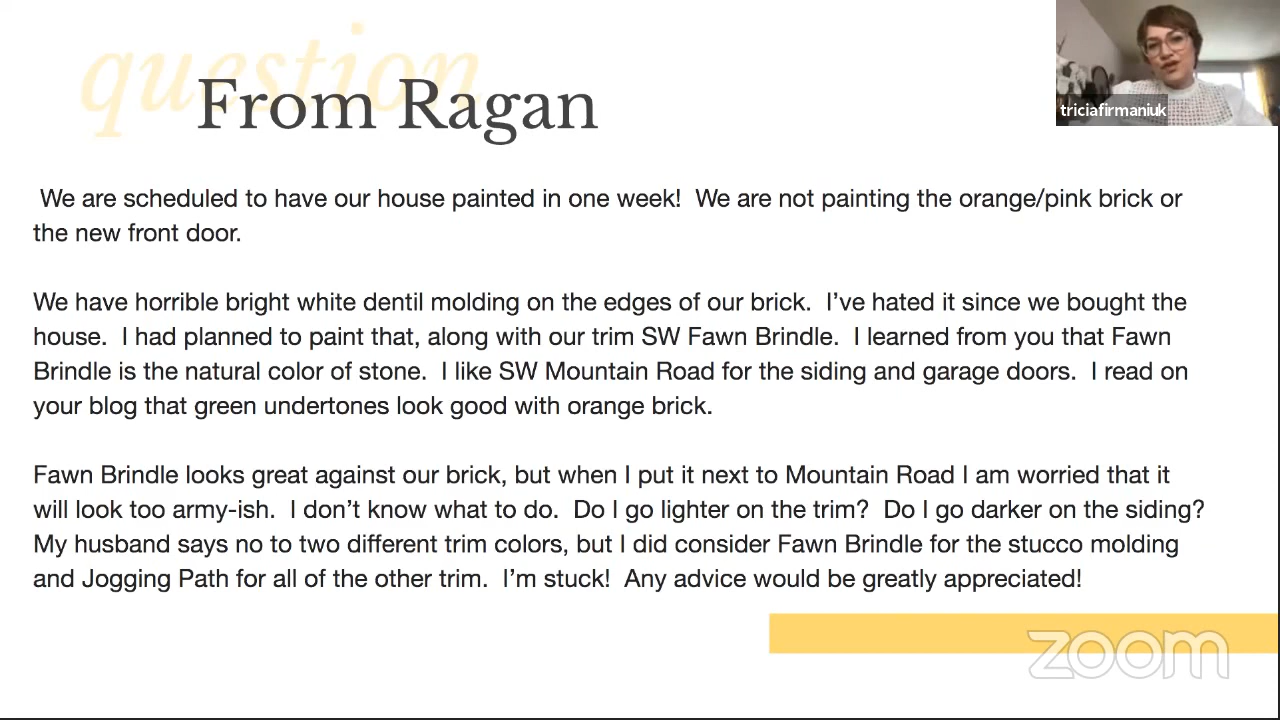 question
From Ragan
triciafirmaniuk
We are scheduled to have our house painted in one week!  We are not painting the orange/pink brick or
the new front door.
We have horrible bright white dentil molding on the edges of our brick.  I’ve hated it since we bought the
house.  I had planned to paint that, along with our trim SW Fawn Brindle.  I learned from you that Fawn
Brindle is the natural color of stone.  I like SW Mountain Road for the siding and garage doors.  I read on
your blog that green undertones look good with orange brick.
Fawn Brindle looks great against our brick, but when I put it next to Mountain Road I am worried that it
will look too army-ish.  I don’t know what to do.  Do I go lighter on the trim?  Do I go darker on the siding?
My husband says no to two different trim colors, but I did consider Fawn Brindle for the stucco molding
and Jogging Path for all of the other trim.  I’m stuck!  Any advice would be greatly appreciated!
zoom